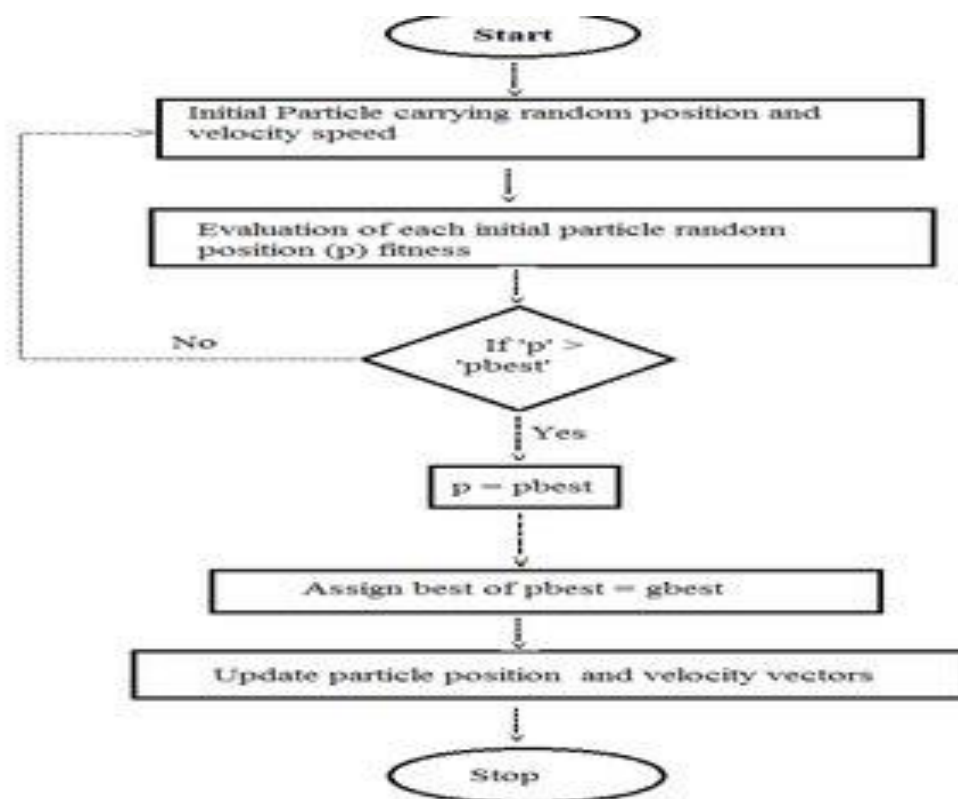 Start
Initial Particle carrying random position and
velocity speed
Evaluation of each initial particle random
position (p) fitness
No
If 'p' >
'pbest'
Yes
p = pbest
Assign best of pbest = gbest
Update particle position and velocity vectors
Stop